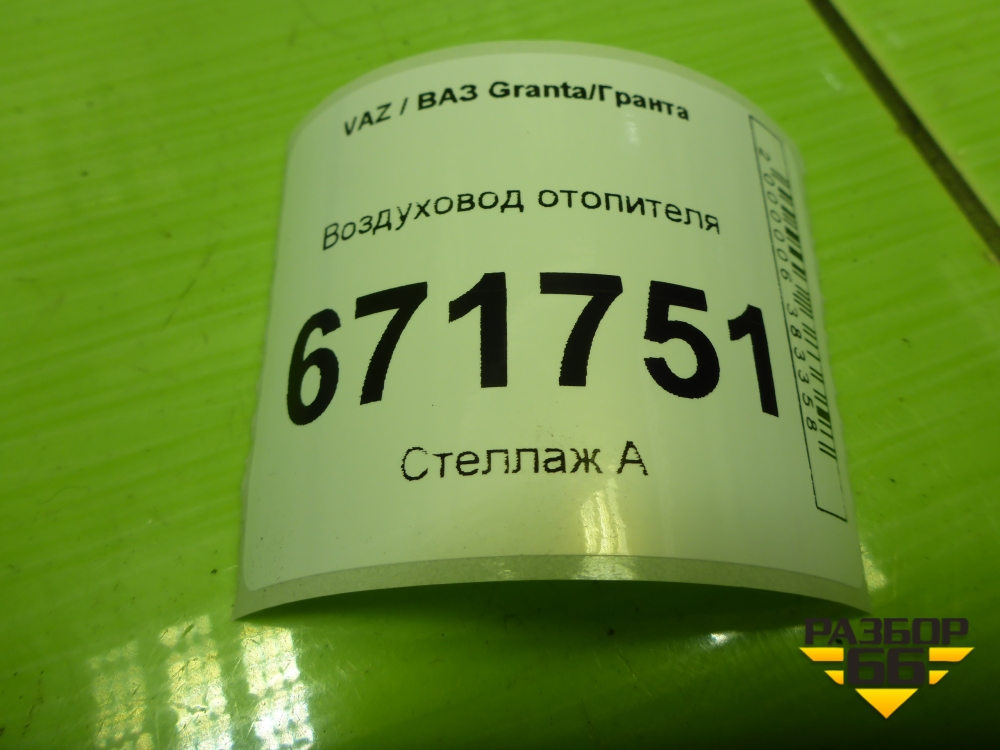 VAZ / ВАЗ Granta/Гранта
Воздуховод отопителя
671751
Стеллаж А
2000006383358
РАЗБОР
66